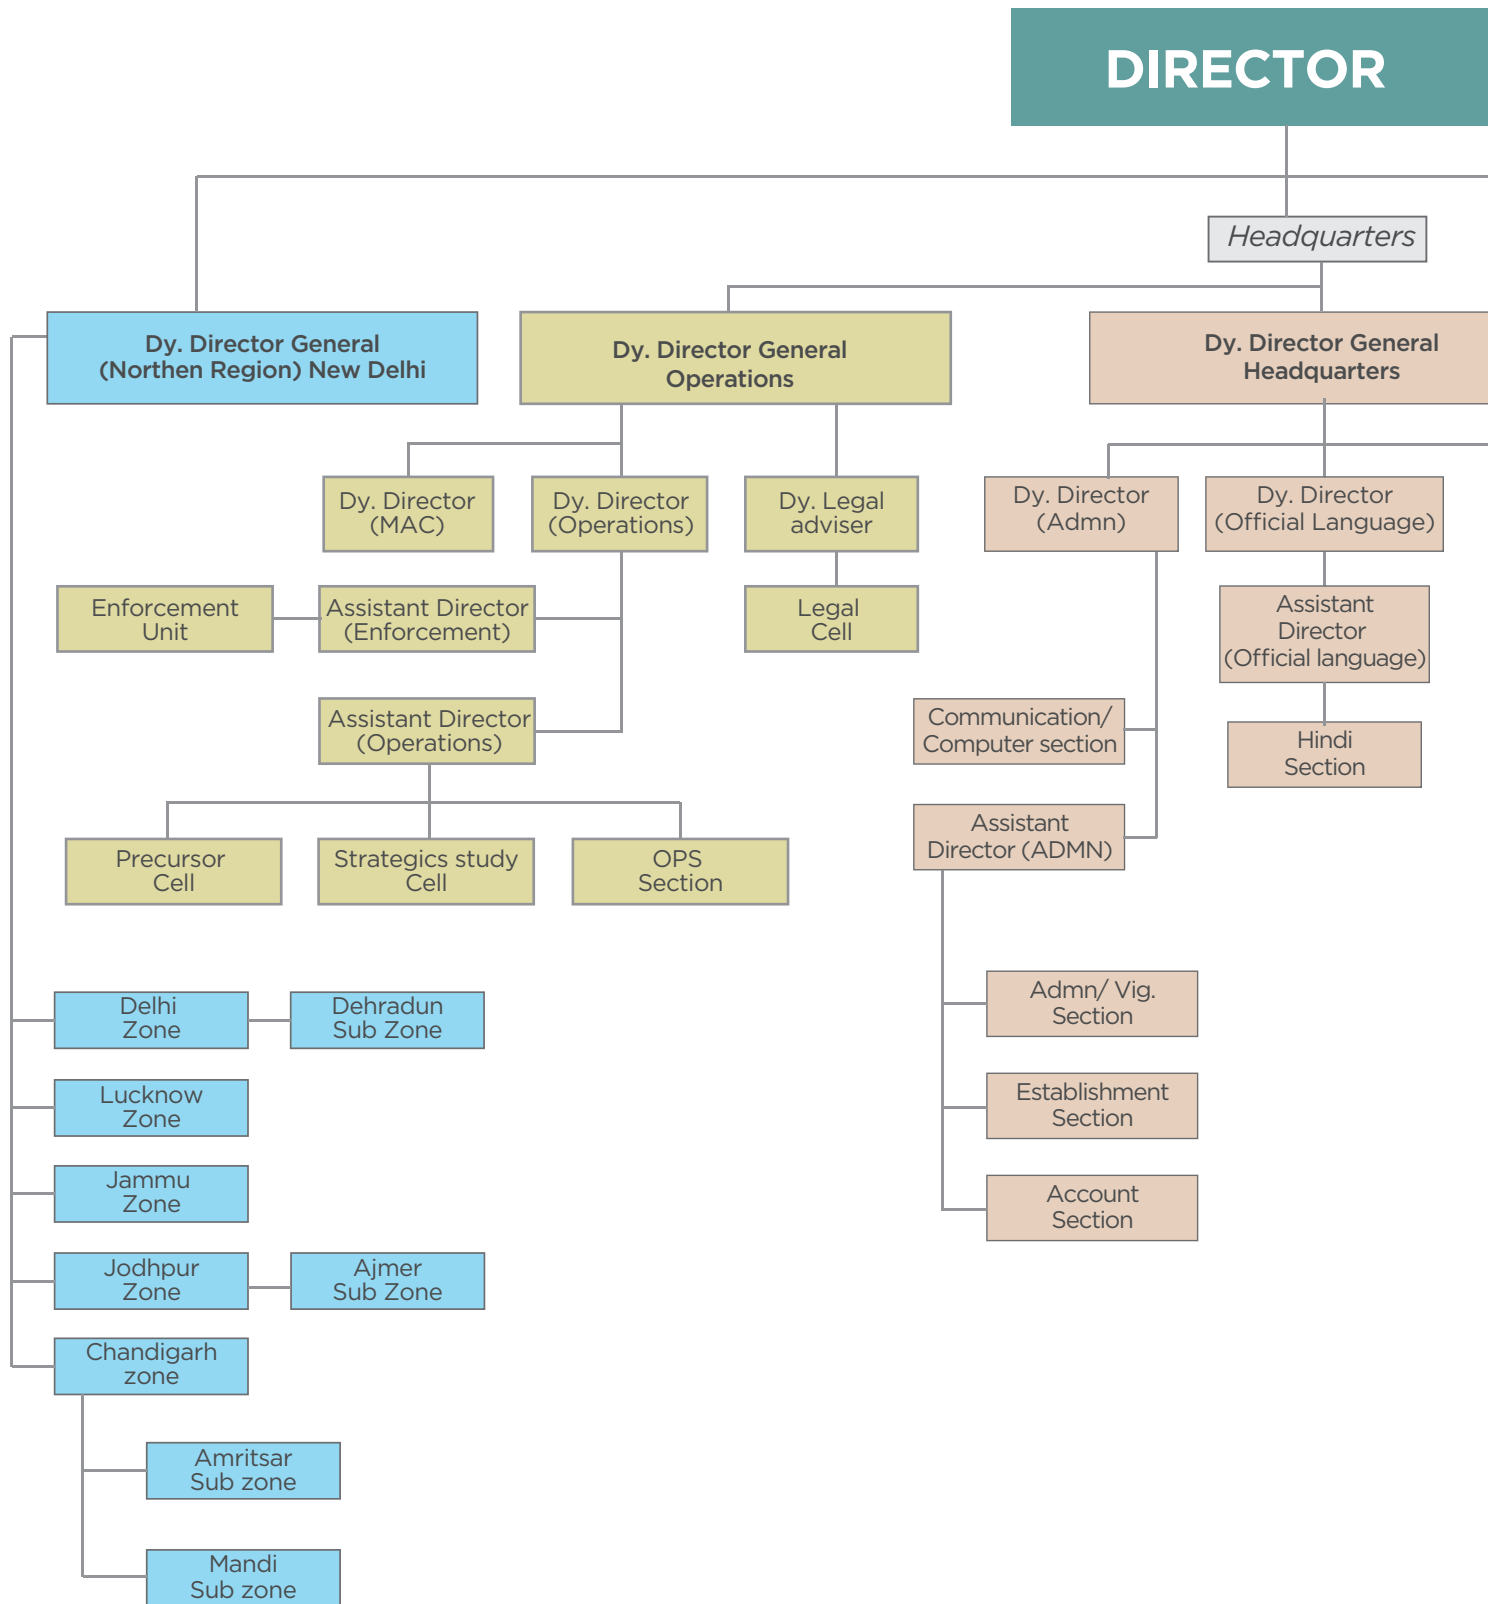 DIRECTOR
Headquarters
Dy. Director General
(Northen Region) New Delhi
Dy. Director General
Operations
Dy. Director General
Headquarters
Dy. Director
(MAC)
Dy. Director
(Operations)
Dy. Legal
adviser
Dy. Director
(Admn)
Dy. Director
(Official Language)
Enforcement
Unit
Assistant Director
(Enforcement)
Legal
Cell
Assistant
Director
(Official language)
Assistant Director
(Operations)
Communication/
Computer section
Hindi
Section
Assistant
Director (ADMN)
Precursor
Cell
Strategics study
Cell
OPS
Section
Admn/ Vig.
Section
Establishment
Section
Account
Section
Delhi
Zone
Dehradun
Sub Zone
Lucknow
Zone
Jammu
Zone
Jodhpur
Zone
Ajmer
Sub Zone
Chandigarh
zone
Amritsar
Sub zone
Mandi
Sub zone